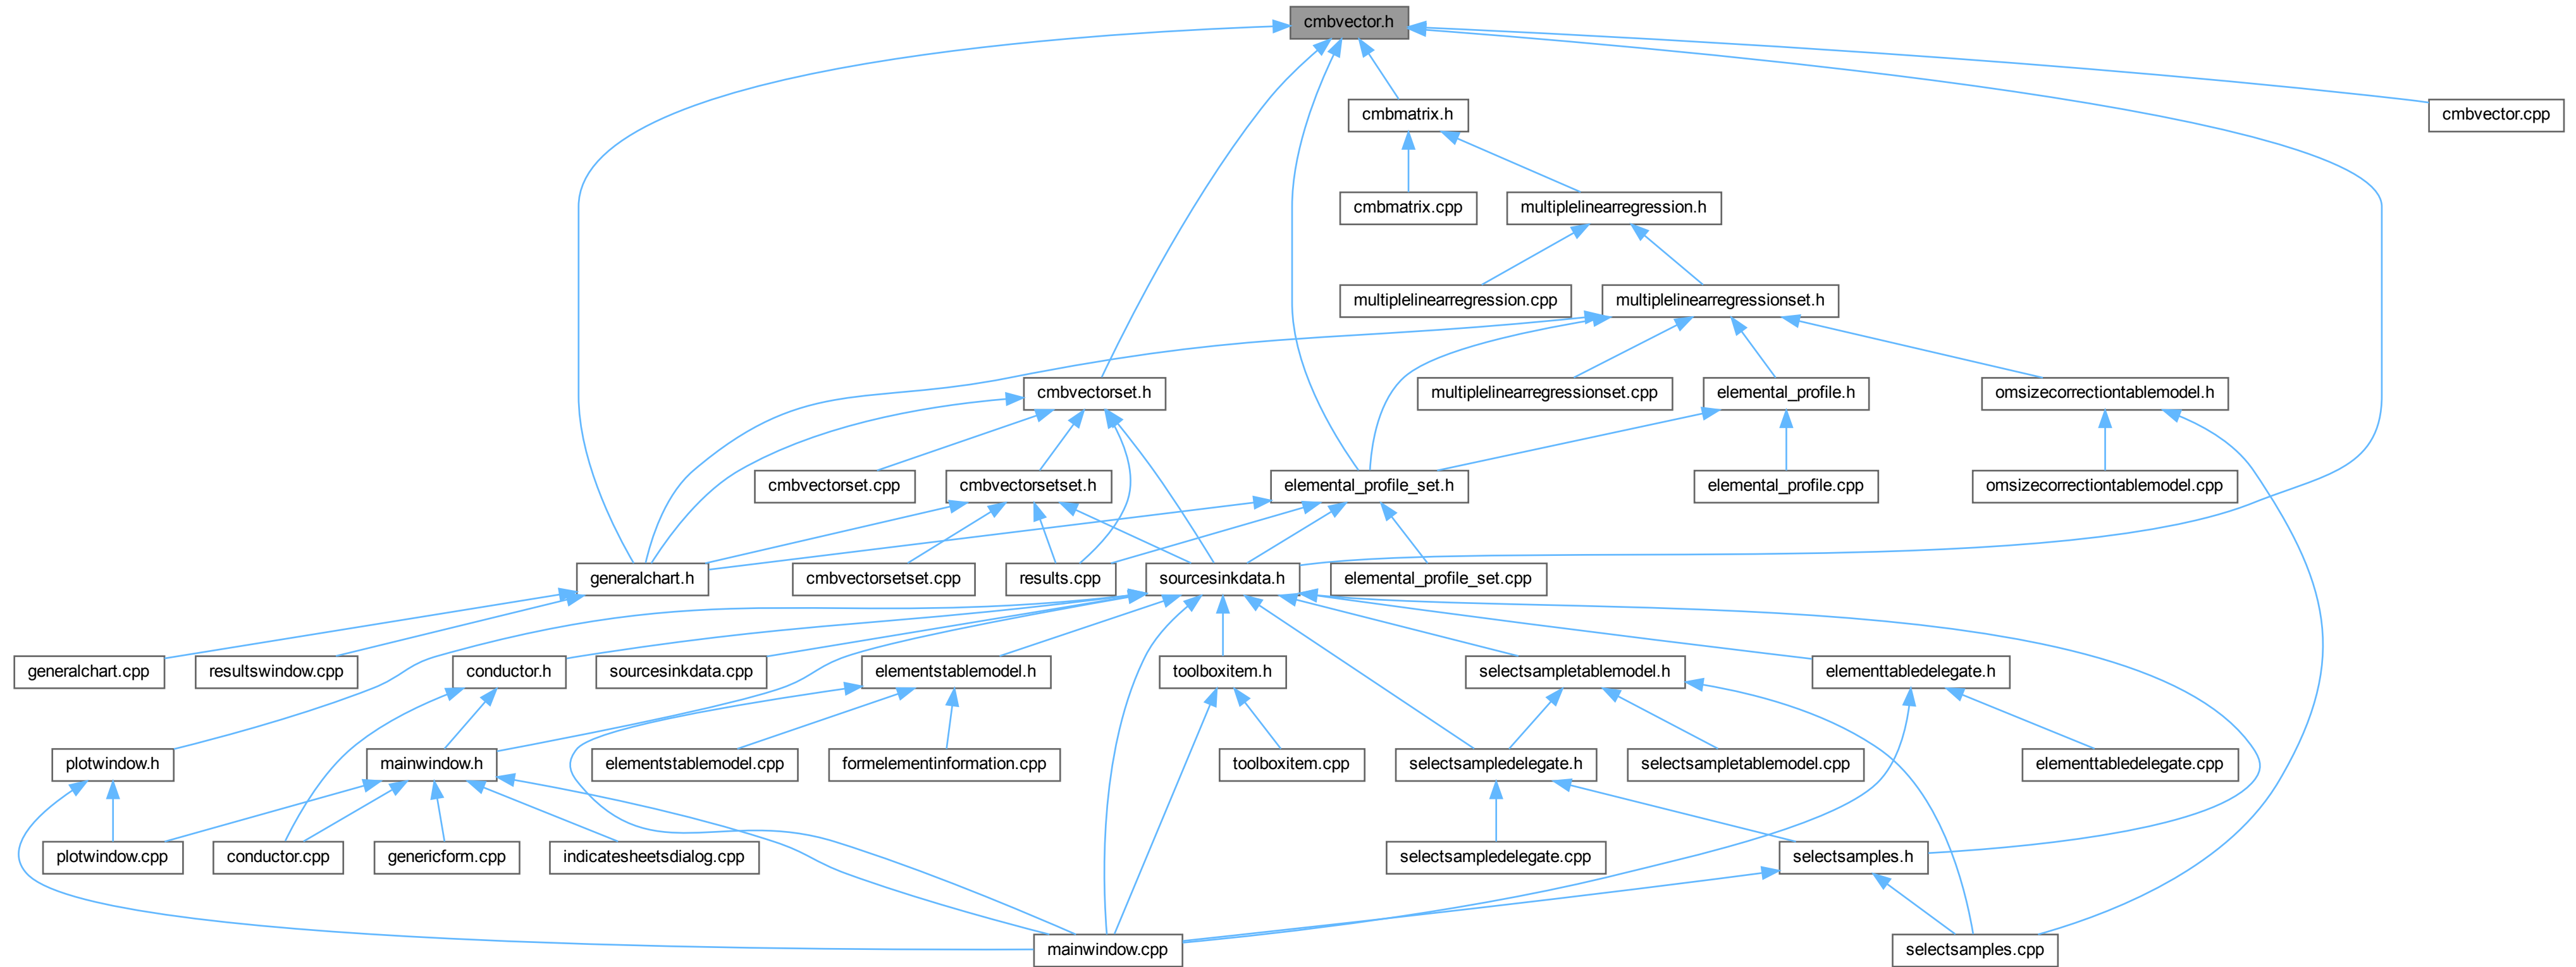 cmbvector.h
cmbmatrix.h
cmbvector.cpp
cmbmatrix.cpp
multiplelinearregression.h
multiplelinearregression.cpp
multiplelinearregressionset.h
cmbvectorset.h
multiplelinearregressionset.cpp
elemental_profile.h
omsizecorrectiontablemodel.h
cmbvectorset.cpp
cmbvectorsetset.h
elemental_profile_set.h
elemental_profile.cpp
omsizecorrectiontablemodel.cpp
generalchart.h
cmbvectorsetset.cpp
results.cpp
sourcesinkdata.h
elemental_profile_set.cpp
generalchart.cpp
resultswindow.cpp
conductor.h
sourcesinkdata.cpp
elementstablemodel.h
toolboxitem.h
selectsampletablemodel.h
elementtabledelegate.h
plotwindow.h
mainwindow.h
elementstablemodel.cpp
formelementinformation.cpp
toolboxitem.cpp
selectsampledelegate.h
selectsampletablemodel.cpp
elementtabledelegate.cpp
plotwindow.cpp
conductor.cpp
genericform.cpp
indicatesheetsdialog.cpp
selectsampledelegate.cpp
selectsamples.h
mainwindow.cpp
selectsamples.cpp